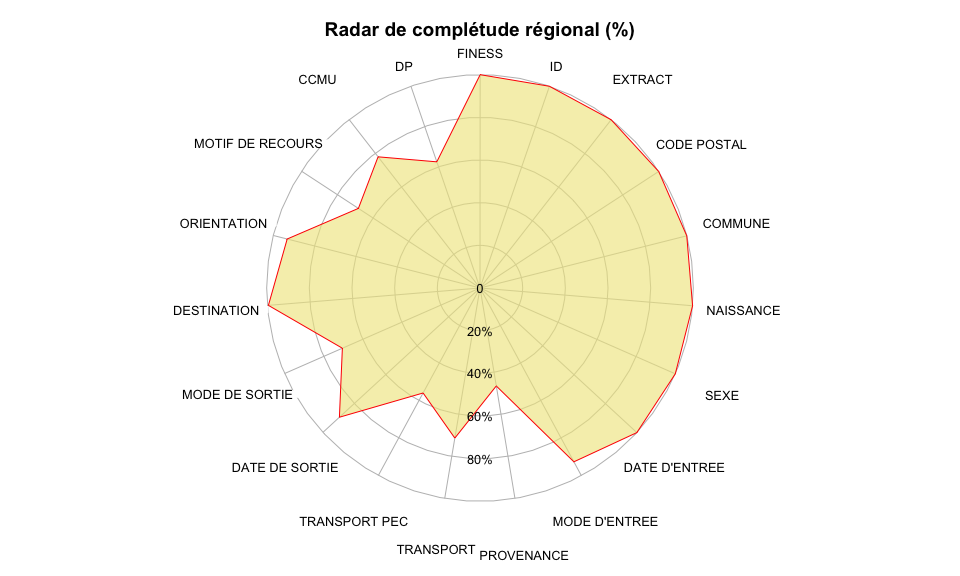 Radar de complétude régional (%)
FINESS
ID
EXTRACT
CODE POSTAL
COMMUNE
NAISSANCE
SEXE
DATE D'ENTREE
MODE D'ENTREE
PROVENANCE
TRANSPORT
TRANSPORT PEC
DATE DE SORTIE
MODE DE SORTIE
DESTINATION
ORIENTATION
MOTIF DE RECOURS
CCMU
DP
0
20%
40%
60%
80%